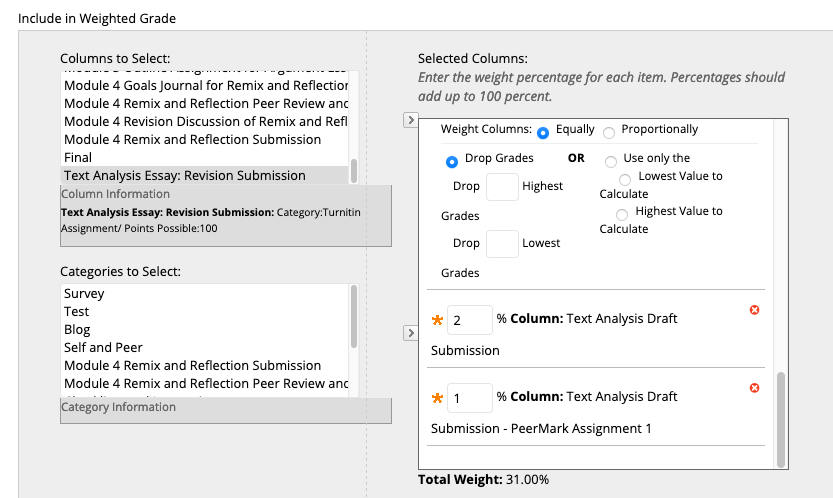 Include in Weighted Grade
Columns to Select:
Module 4 Goals Journal for Remix and Reflection
Module 4 Remix and Reflection Peer Review and
Module 4 Revision Discussion of Remix and Refl
Module 4 Remix and Reflection Submission
Final
Text Analysis Essay: Revision Submission
Column Information
Text Analysis Essay: Revision Submission: Category:Turnitin
Assignment/ Points Possible:100
Categories to Select:
Survey
Test
Blog
Self and Peer
Module 4 Remix and Reflection Submission
Module 4 Remix and Reflection Peer Review and
Category Information
Selected Columns:
Enter the weight percentage for each item. Percentages should
add up to 100 percent.
Weight Columns: Equally Proportionally
Drop Grades OR Use only the
Drop Highest
Grades
Drop Lowest
Grades
Lowest Value to
Calculate
Highest Value to
Calculate
* 2 % Column: Text Analysis Draft
Submission
* 1 % Column: Text Analysis Draft
Submission - PeerMark Assignment 1
Total Weight: 31.00%